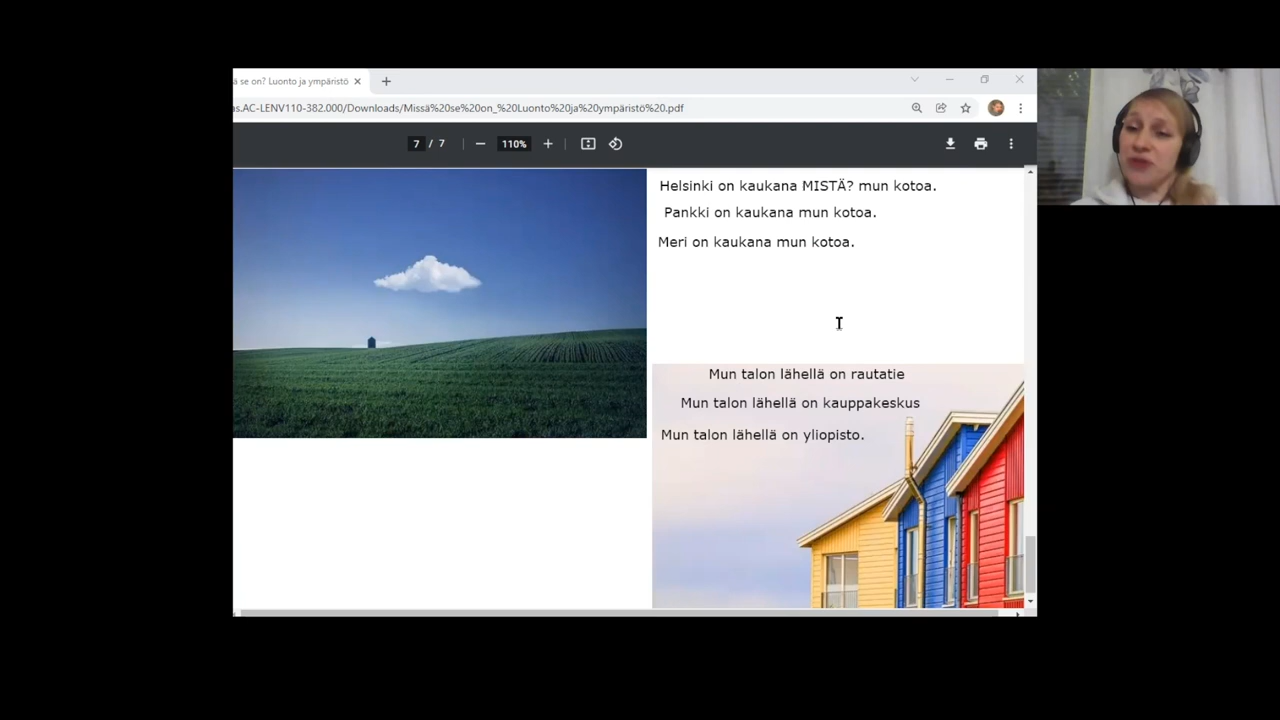 ä se on? Luonto ja ympäristö
as.AC-LENV110-382.000/Downloads/Missä%20se%20on_%20Luonto%20ja%20ympäristö%20.pdf
7 / 7
110%
Helsinki on kaukana MISTÄ? mun kotoa.
Pankki on kaukana mun kotoa.
Meri on kaukana mun kotoa.
Mun talon lähellä on rautatie
Mun talon lähellä on kauppakeskus
Mun talon lähellä on yliopisto.